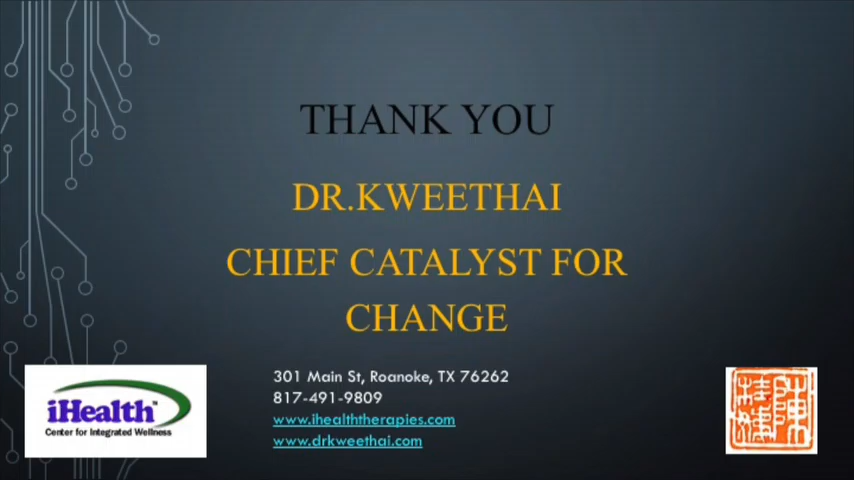 THANK YOU
DR.KWEETHAI
CHIEF CATALYST FOR
CHANGE
301 Main St, Roanoke, TX 76262
817-491-9809
www.ihealththerapies.com
www.drkweethai.com
iHealth™
Center for Integrated Wellness